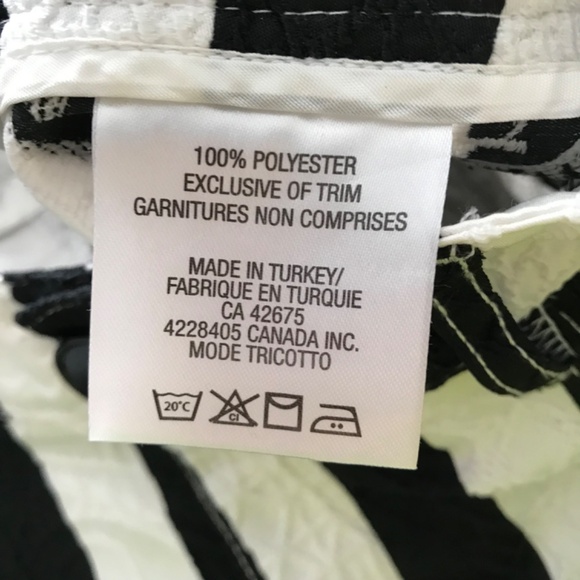 100% POLYESTER
EXCLUSIVE OF TRIM
GARNITURES NON COMPRISES
MADE IN TURKEY/
FABRIQUE EN TURQUIE
CA 42675
4228405 CANADA INC.
MODE TRICOTTO
20°C CL